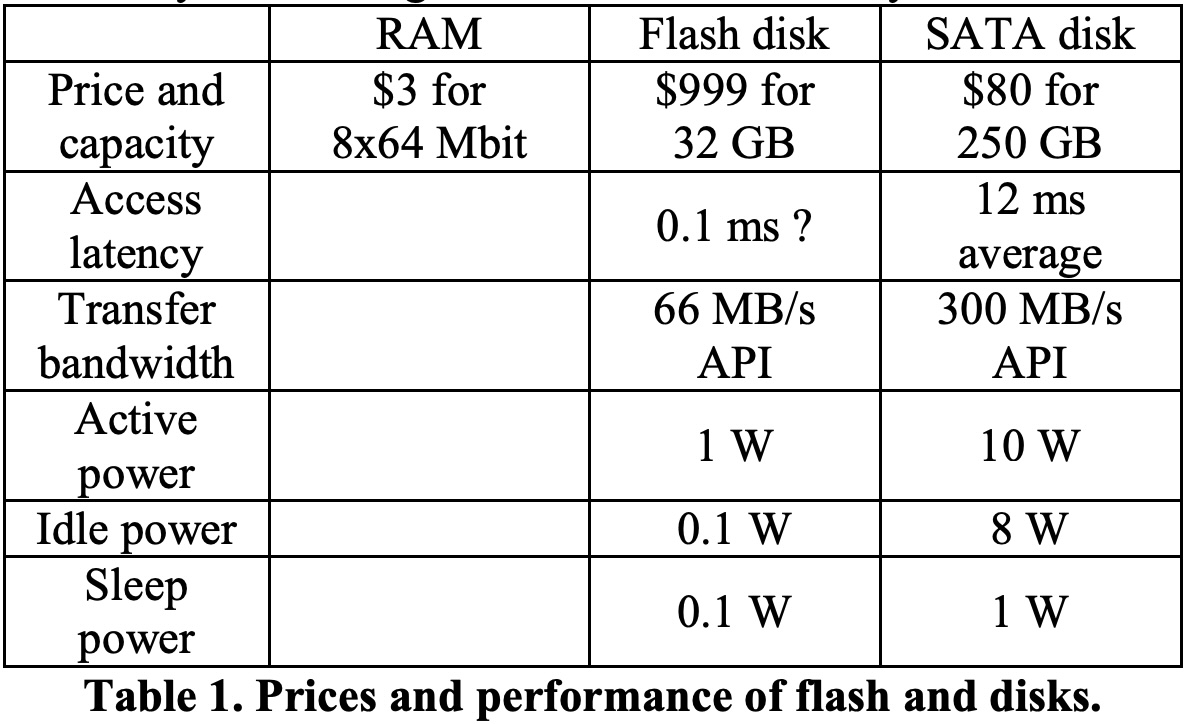 RAM Flash disk SATA disk
Price and capacity $3 for 8x64 Mbit $999 for 32 GB $80 for 250 GB
Access latency 0.1 ms ? 12 ms average
Transfer bandwidth 66 MB/s API 300 MB/s API
Active power 1 W 10 W
Idle power 0.1 W 8 W
Sleep power 0.1 W 1 W
Table 1. Prices and performance of flash and disks.